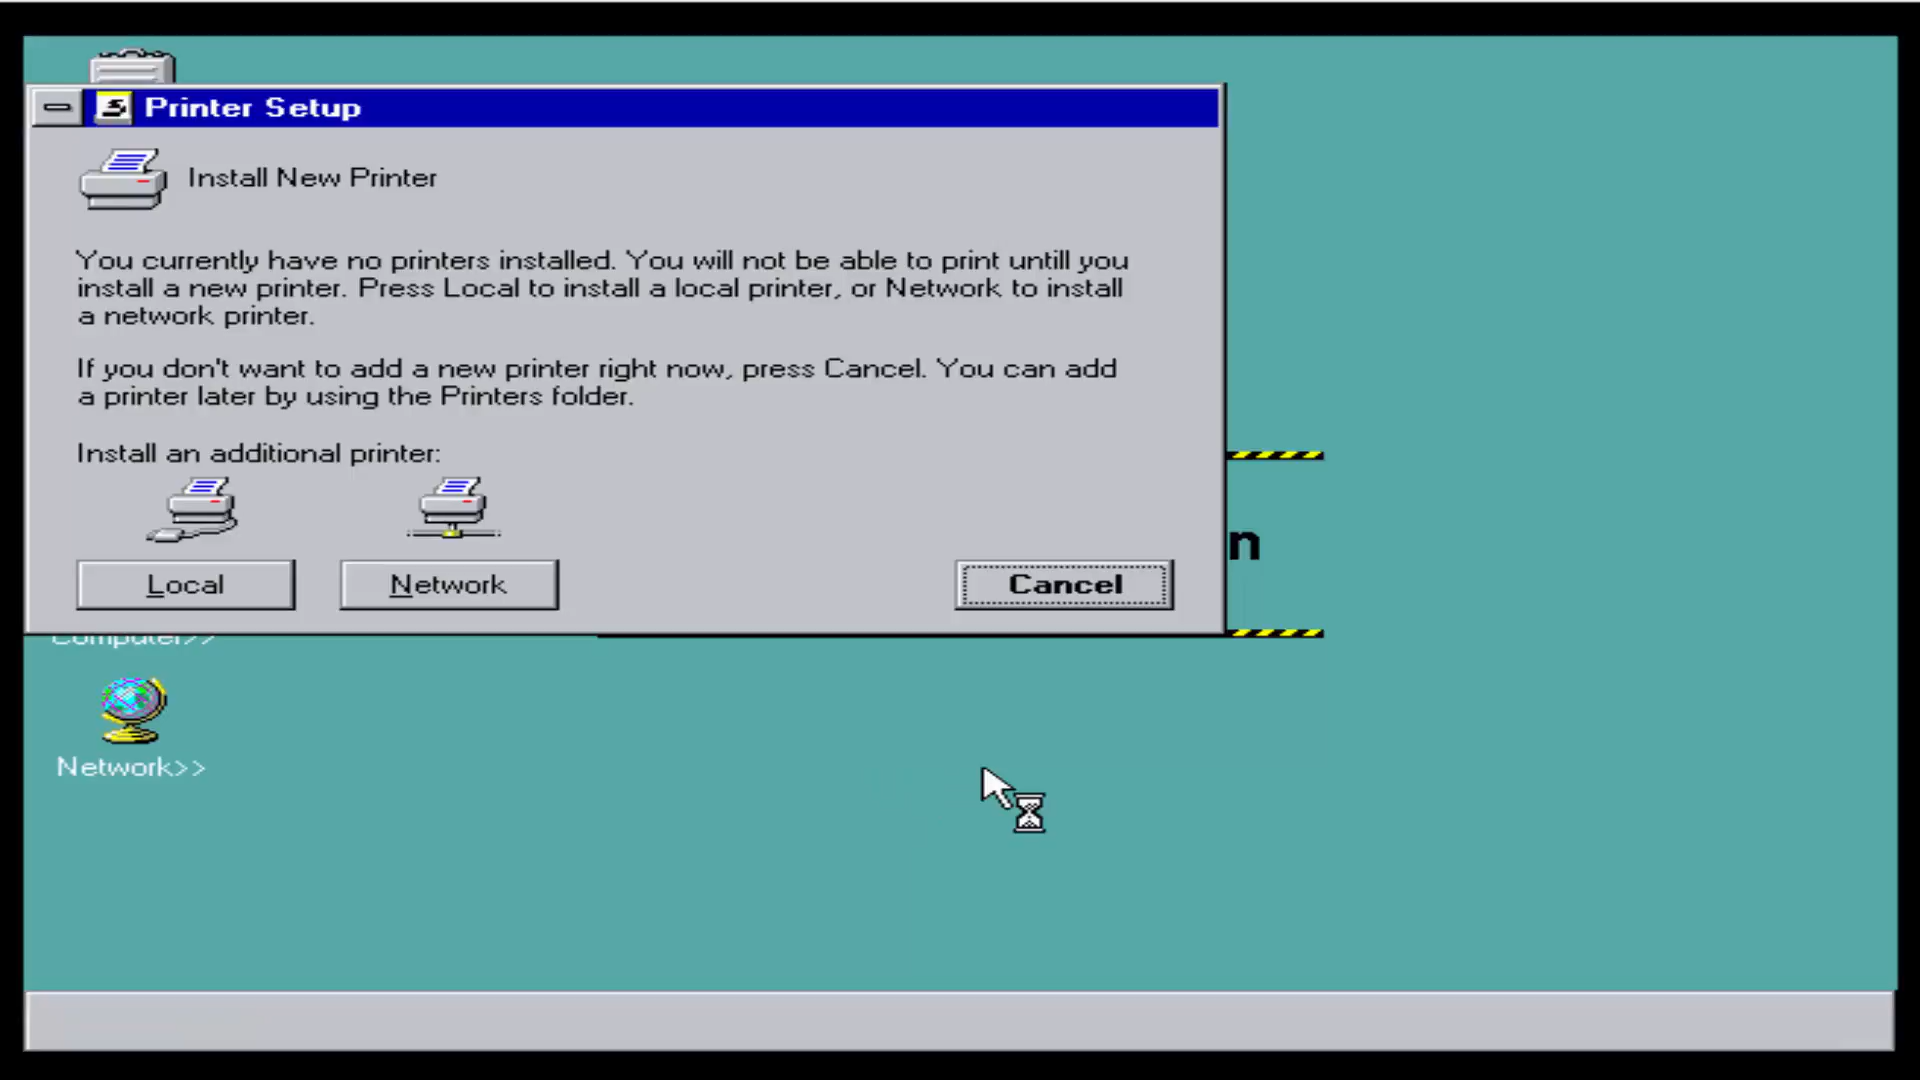 Printer Setup
Install New Printer
You currently have no printers installed. You will not be able to print untill you
install a new printer. Press Local to install a local printer, or Network to install
a network printer.
If you don't want to add a new printer right now, press Cancel. You can add
a printer later by using the Printers folder.
Install an additional printer:
n
Local
Network
Cancel
Computer>>
Network>>